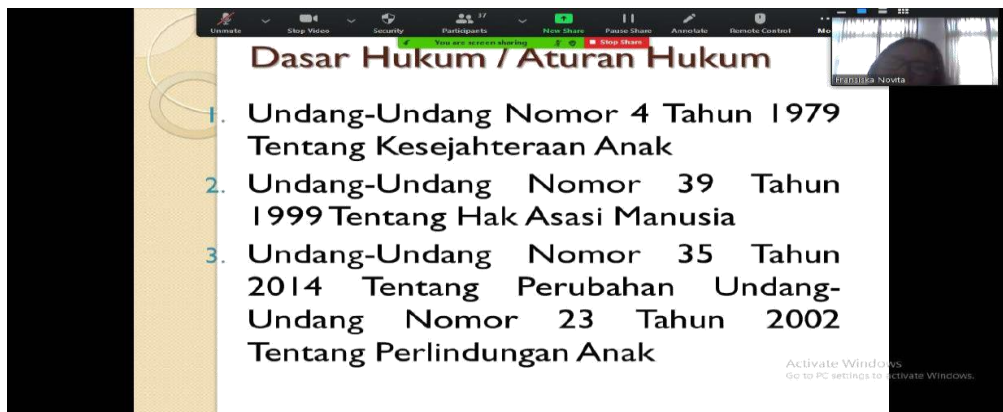 Unmute Stop Video Security Participants 37 New Share Pause Share Annotate Remote Control Mo
You are screen sharing Stop Share
Fransiska Novita
Dasar Hukum / Aturan Hukum
1. Undang-Undang Nomor 4 Tahun 1979
Tentang Kesejahteraan Anak
2. Undang-Undang Nomor 39 Tahun
1999 Tentang Hak Asasi Manusia
3. Undang-Undang Nomor 35 Tahun
2014 Tentang Perubahan Undang-
Undang Nomor 23 Tahun 2002
Tentang Perlindungan Anak
Activate Windows
Go to PC settings to activate Windows.